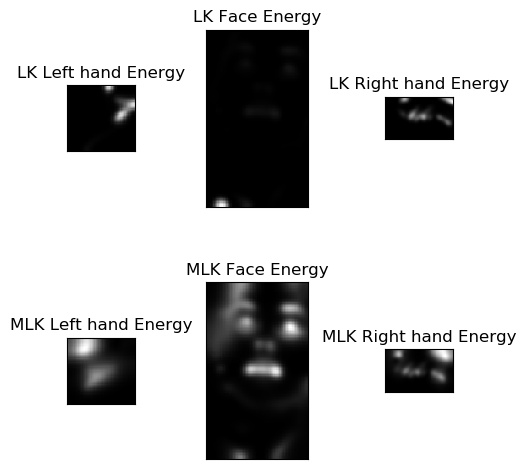 LK Face Energy
LK Left hand Energy
LK Right hand Energy
MLK Face Energy
MLK Left hand Energy
MLK Right hand Energy